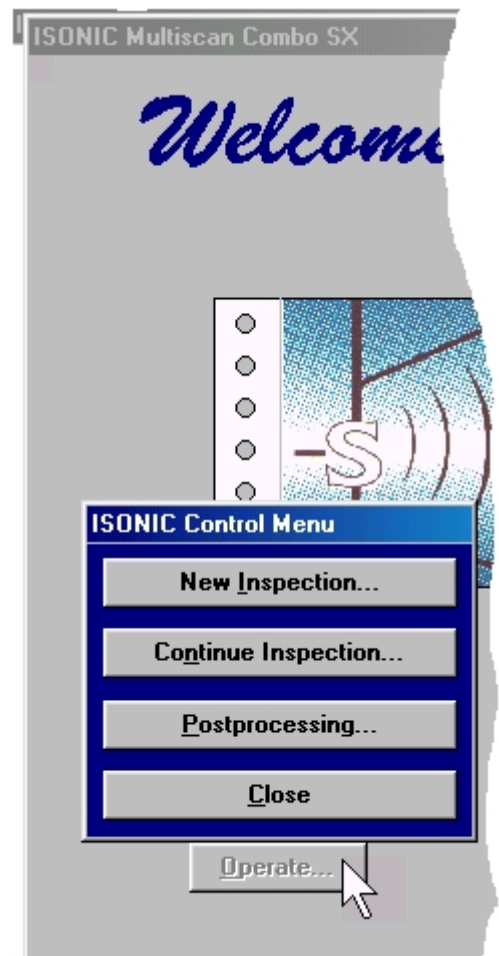 ISONIC Multiscan Combo SX
Welcome
S
ISONIC Control Menu
New Inspection...
Continue Inspection...
Postprocessing...
Close
Operate...